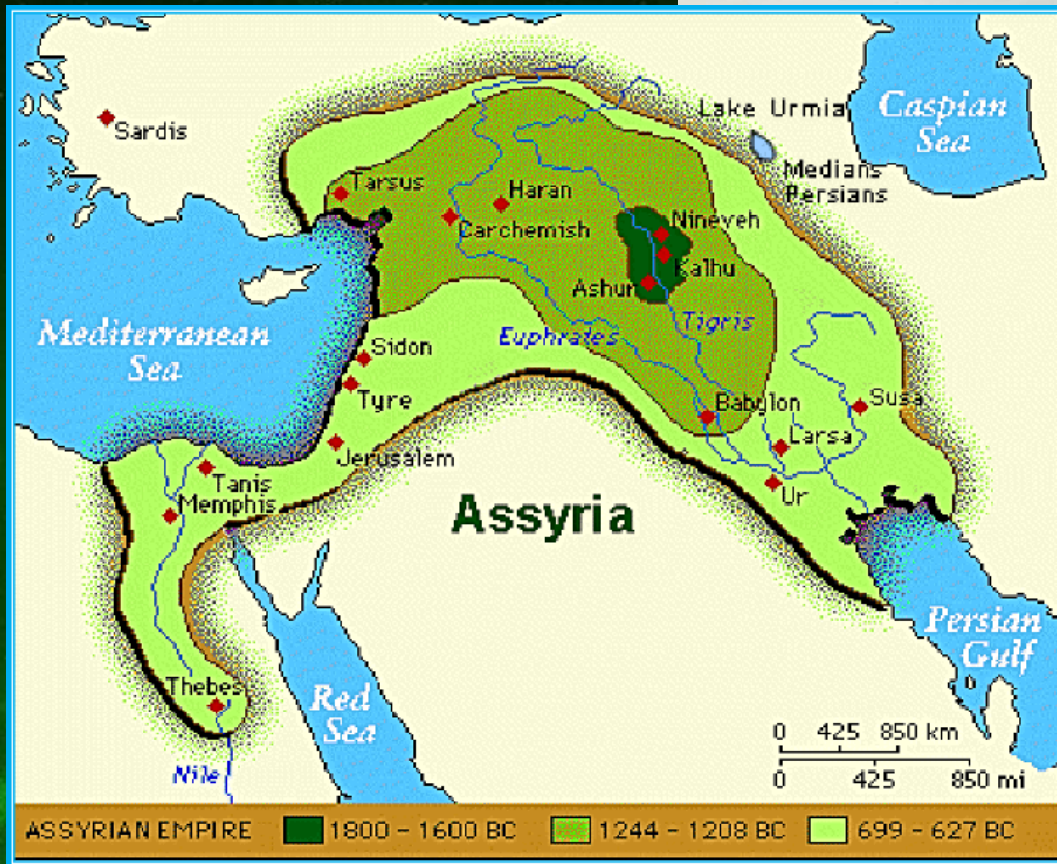 Lake Urmia
Caspian
Sea
Sardis
Medians
Persians
Tarsus
Haran
Carchemish
Nineveh
Kalhu
Ashur
Mediterranean
Sea
Euphrates
Tigris
Sidon
Tyre
Babylon
Susa
Larsa
Jerusalem
Tanis
Memphis
Ur
Assyria
Persian
Gulf
Thebes
Red
Sea
Nile
0 425 850 km
0 425 850 mi
ASSYRIAN EMPIRE 1800 - 1600 BC 1244 - 1208 BC 699 - 627 BC